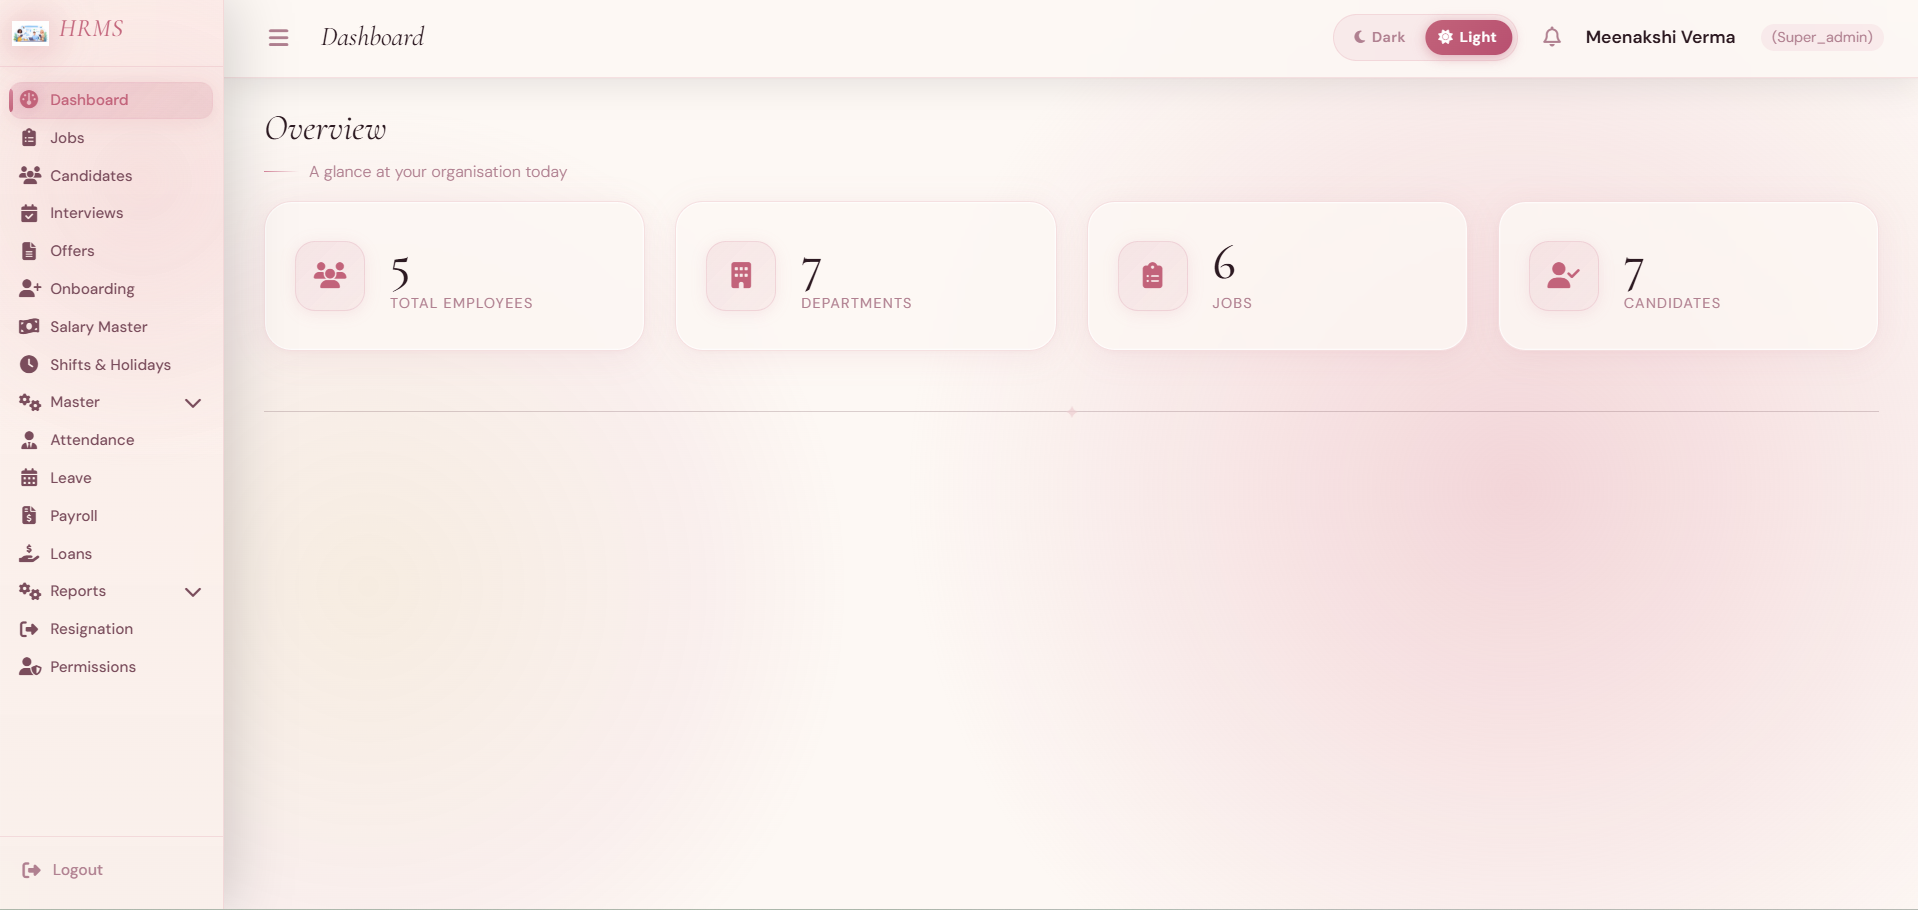 HRMS
Dashboard
Jobs
Candidates
Interviews
Offers
Onboarding
Salary Master
Shifts & Holidays
Master
Attendance
Leave
Payroll
Loans
Reports
Resignation
Permissions
Logout
Dashboard
Dark
Light
Meenakshi Verma
(Super_admin)
Overview
A glance at your organisation today
5
TOTAL EMPLOYEES
7
DEPARTMENTS
6
JOBS
7
CANDIDATES